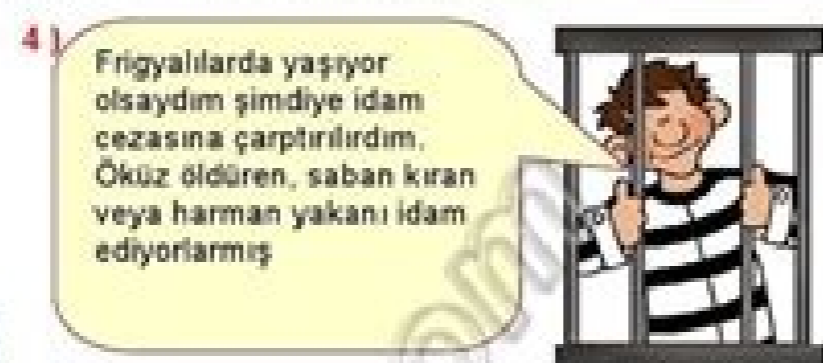 4)
Frigyalılarda yaşıyor
olsaydım şimdiye idam
cezasına çarptırılırdım.
Öküz öldüren, saban kıran
veya harman yakanı idam
ediyorlarmış